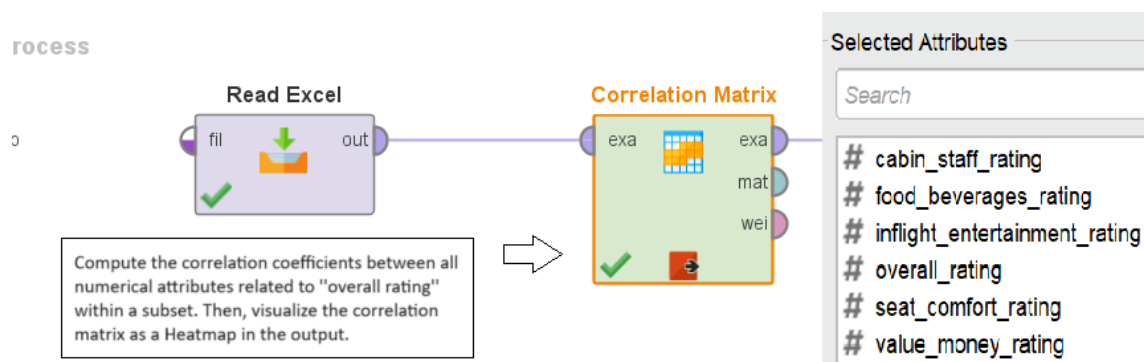 rocess
Read Excel
fil
out
Compute the correlation coefficients between all
numerical attributes related to "overall rating"
within a subset. Then, visualize the correlation
matrix as a Heatmap in the output.
Correlation Matrix
exa
exa
mat
wei
Selected Attributes
Search
# cabin_staff_rating
# food_beverages_rating
# inflight_entertainment_rating
# overall_rating
# seat_comfort_rating
# value_money_rating